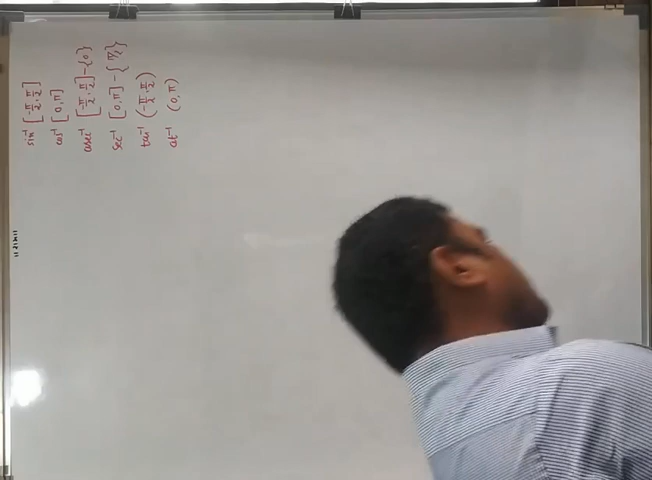 sin⁻¹ [-π/2, π/2]
cos⁻¹ [0, π]
cosec⁻¹ [-π/2, π/2] - {0}
sec⁻¹ [0, π] - {π/2}
tan⁻¹ (-π/2, π/2)
cot⁻¹ (0, π)